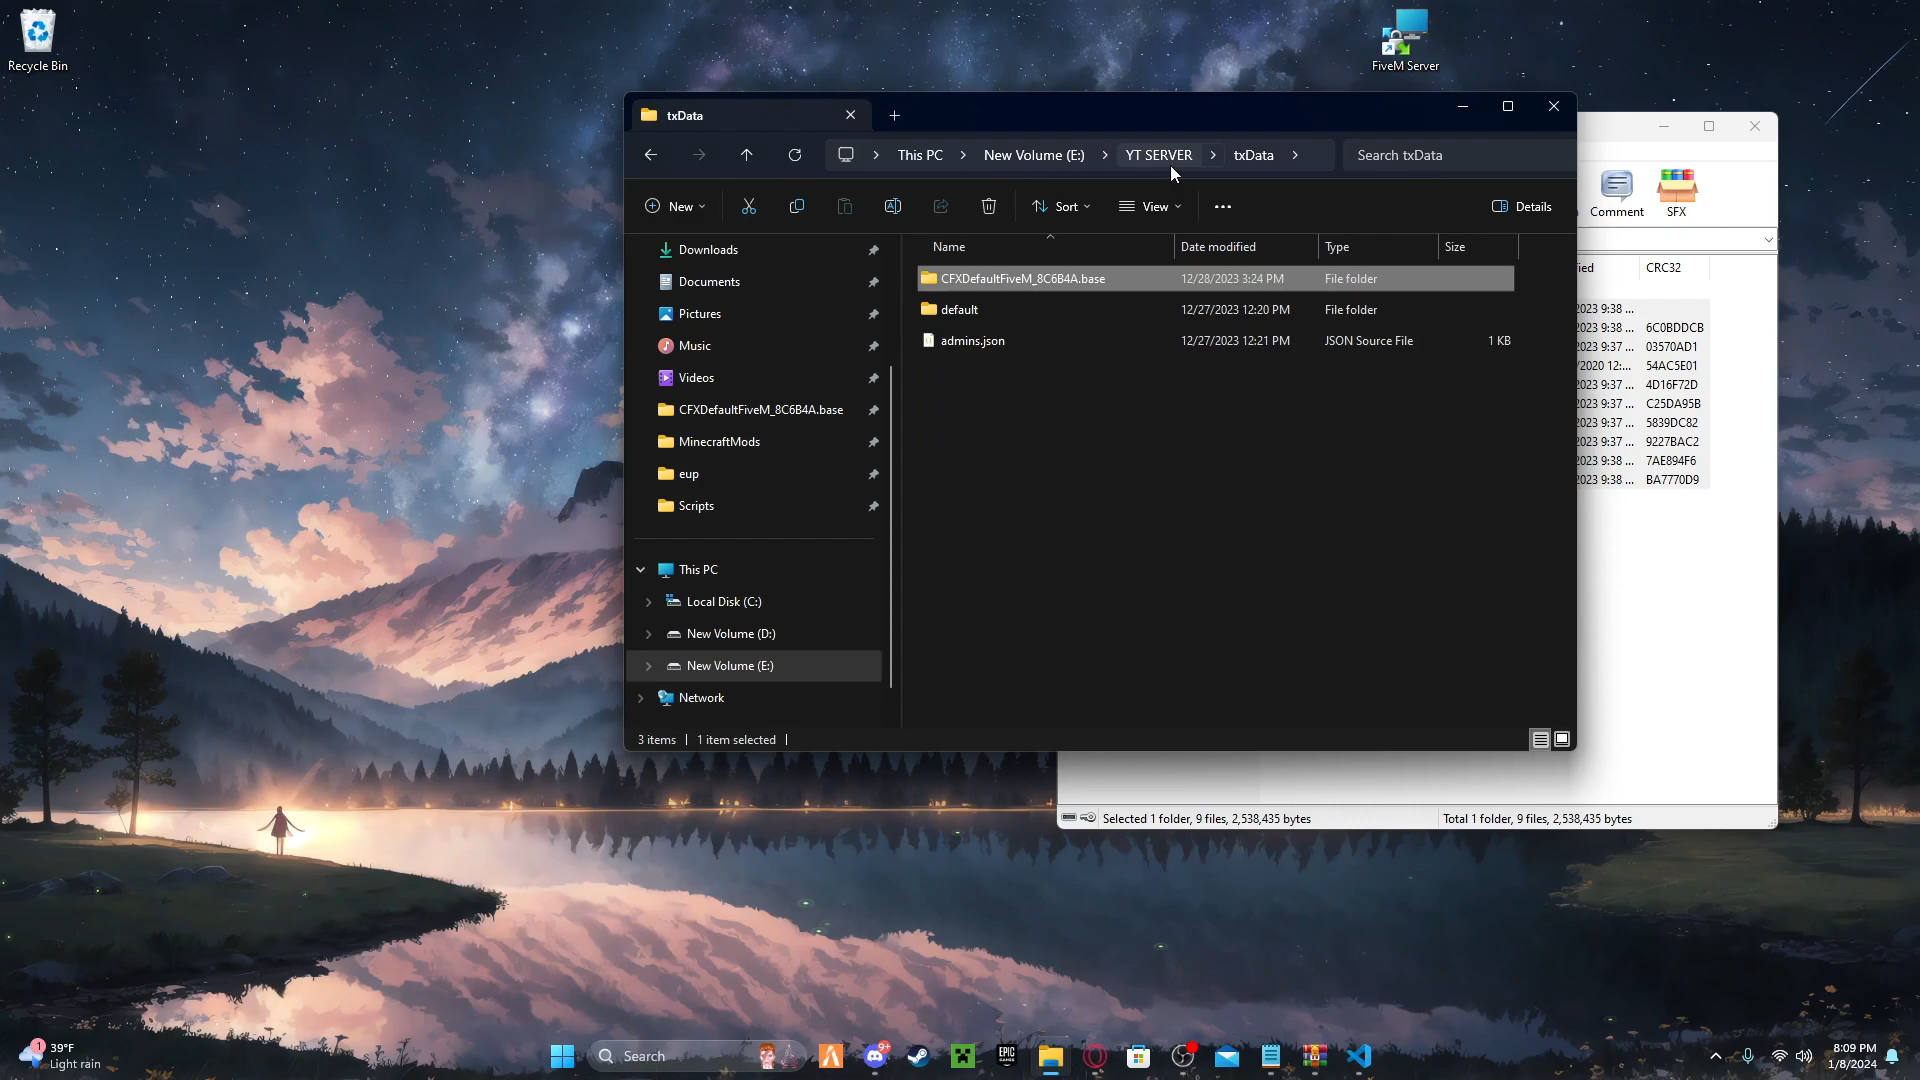 Recycle Bin
FiveM Server
txData
This PC
New Volume (E:)
YT SERVER
txData
Search txData
New
Sort
View
Details
Comment
SFX
Downloads
Documents
Pictures
Music
Videos
CFXDefaultFiveM_8C6B4A.base
MinecraftMods
eup
Scripts
This PC
Local Disk (C:)
New Volume (D:)
New Volume (E:)
Network
Name Date modified Type Size
CFXDefaultFiveM_8C6B4A.base 12/28/2023 3:24 PM File folder
default 12/27/2023 12:20 PM File folder
admins.json 12/27/2023 12:21 PM JSON Source File 1 KB
3 items 1 item selected
CRC32
2023 9:38 ...
2023 9:38 ... 6C0BDDCB
2023 9:37 ... 03570AD1
/2020 12:... 54AC5E01
2023 9:37 ... 4D16F72D
2023 9:37 ... C25DA95B
2023 9:37 ... 5839DC82
2023 9:37 ... 9227BAC2
2023 9:38 ... 7AE894F6
2023 9:38 ... BA7770D9
Selected 1 folder, 9 files, 2,538,435 bytes
Total 1 folder, 9 files, 2,538,435 bytes
1
39°F
Light rain
Search
9+
EPIC GAMES
8:09 PM
1/8/2024